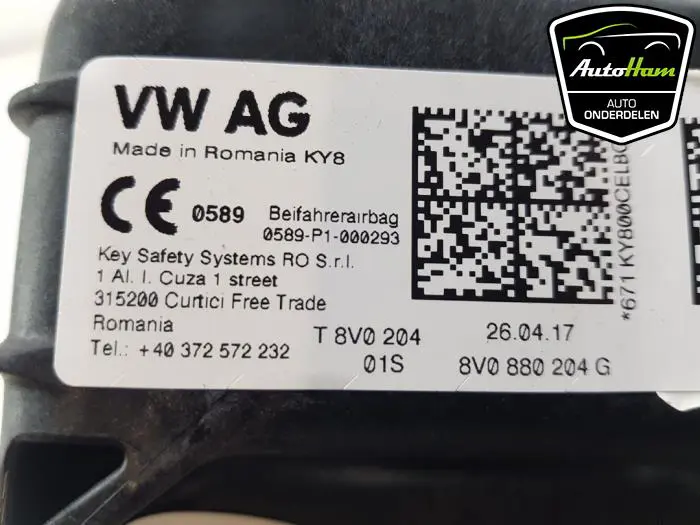 VW AG
Made in Romania KY8
CE 0589 Beifahrerairbag
0589-P1-000293
Key Safety Systems RO S.r.l.
1 Al. I. Cuza 1 street
315200 Curtici Free Trade
Romania
Tel.: +40 372 572 232
T 8V0 204
01S
26.04.17
8V0 880 204 G
AutoHam
AUTO
ONDERDELEN